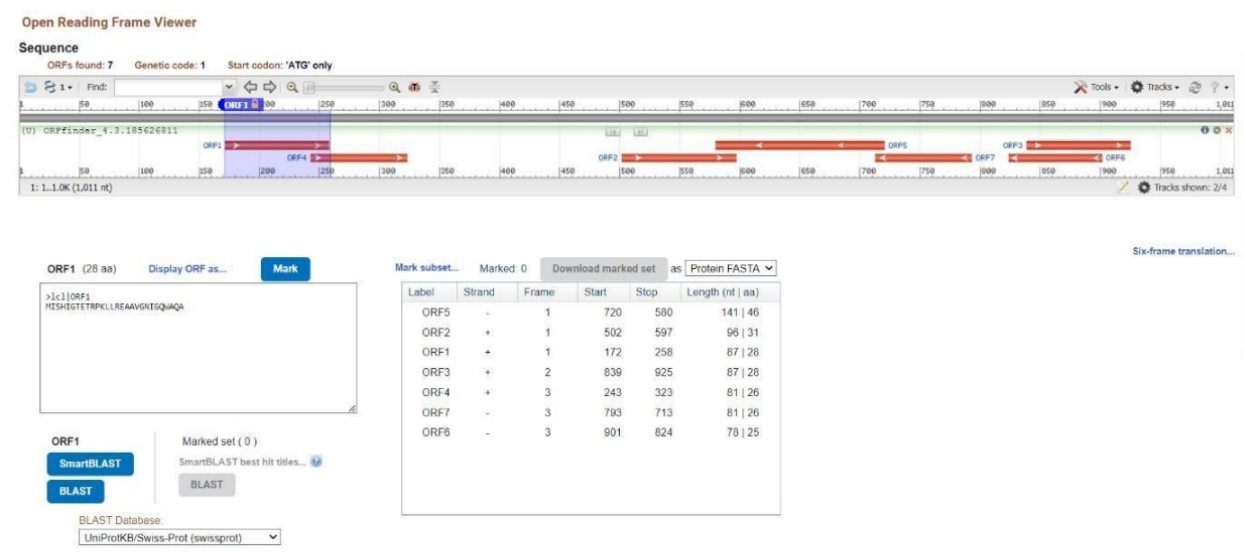 Open Reading Frame Viewer
Sequence
ORFs found: 7 Genetic code: 1 Start codon: 'ATG' only
1 Find: Tools Tracks ?
1 50 100 150 ORF1 200 250 300 350 400 450 500 550 600 650 700 750 800 850 900 950 1,011
(U) ORFfinder_4.3.185626811
ORF1 ORF5 ORF3
ORF4 ORF2 ORF7 ORF6
1 50 100 150 200 250 300 350 400 450 500 550 600 650 700 750 800 850 900 950 1,011
1: 1..1.0K (1,011 nt) Tracks shown: 2/4
Six-frame translation...
ORF1 (28 aa) Display ORF as... Mark
Mark subset... Marked: 0 Download marked set as Protein FASTA
>lcl|ORF1
MISHIGTETRPKLLREAAVGNIGQWAQA
Label Strand Frame Start Stop Length (nt | aa)
ORF5 - 1 720 580 141 | 46
ORF2 + 1 502 597 96 | 31
ORF1 + 1 172 258 87 | 28
ORF3 + 2 839 925 87 | 28
ORF4 + 3 243 323 81 | 26
ORF7 - 3 793 713 81 | 26
ORF6 - 3 901 824 78 | 25
ORF1 Marked set ( 0 )
SmartBLAST SmartBLAST best hit titles...
BLAST BLAST
BLAST Database:
UniProtKB/Swiss-Prot (swissprot)